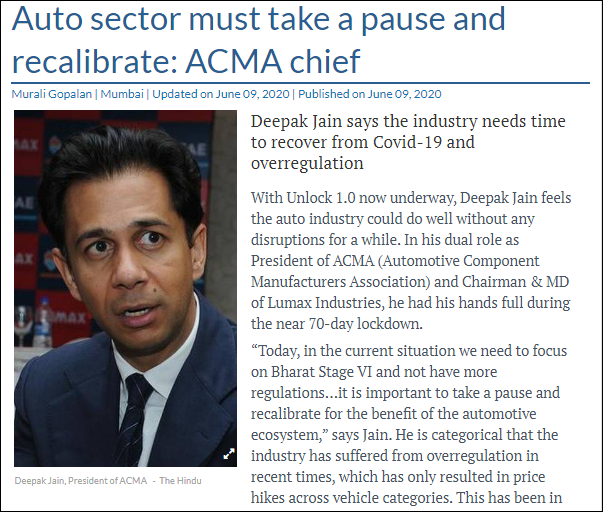 Auto sector must take a pause and
recalibrate: ACMA chief
Murali Gopalan | Mumbai | Updated on June 09, 2020 | Published on June 09, 2020
Deepak Jain says the industry needs time
to recover from Covid-19 and
overregulation
With Unlock 1.0 now underway, Deepak Jain feels
the auto industry could do well without any
disruptions for a while. In his dual role as
President of ACMA (Automotive Component
Manufacturers Association) and Chairman & MD
of Lumax Industries, he had his hands full during
the near 70-day lockdown.
“Today, in the current situation we need to focus
on Bharat Stage VI and not have more
regulations...it is important to take a pause and
recalibrate for the benefit of the automotive
ecosystem,” says Jain. He is categorical that the
industry has suffered from overregulation in
recent times, which has only resulted in price
hikes across vehicle categories. This has been in
Deepak Jain, President of ACMA - The Hindu